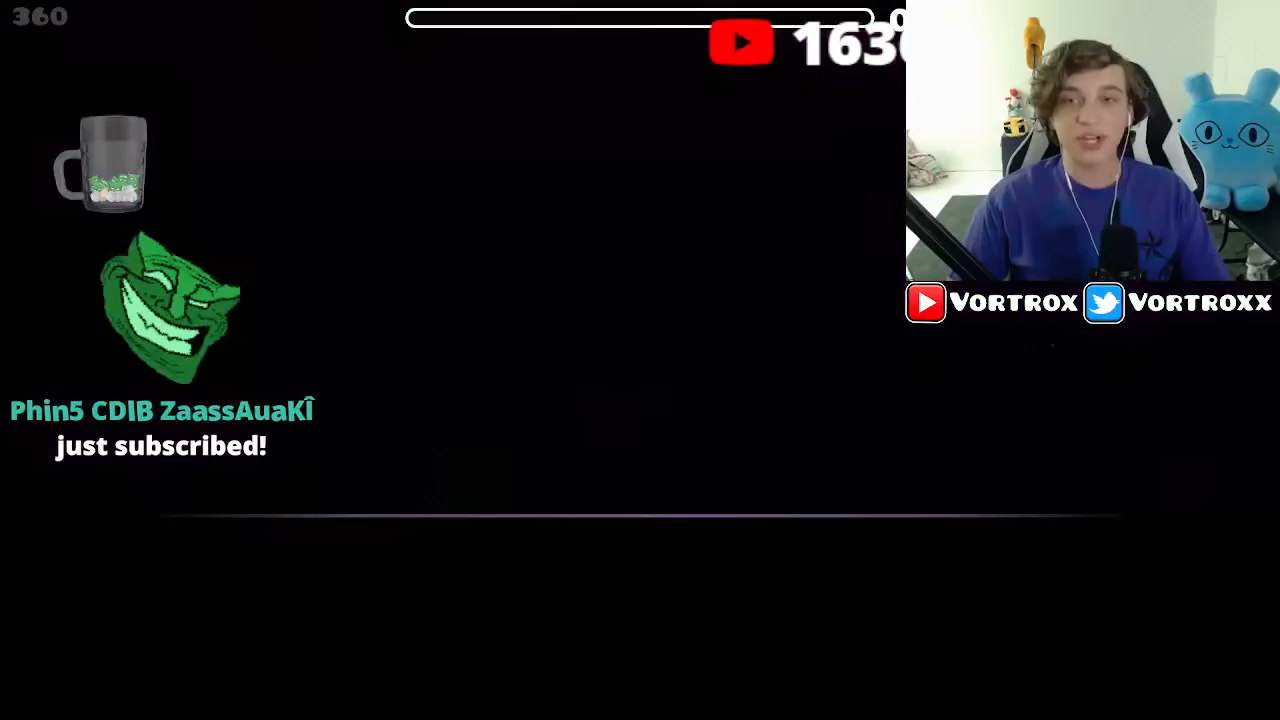 360
163
VORTROX
VORTROXX
Phin5 CDIB ZaassAuaKÎ
just subscribed!